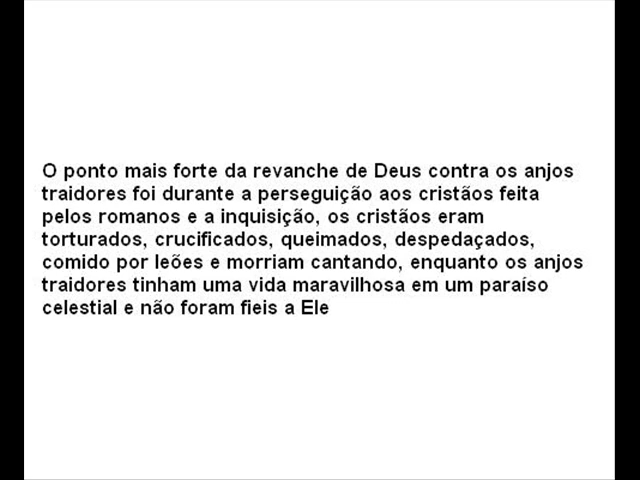 O ponto mais forte da revanche de Deus contra os anjos
traidores foi durante a perseguição aos cristãos feita
pelos romanos e a inquisição, os cristãos eram
torturados, crucificados, queimados, despedaçados,
comido por leões e morriam cantando, enquanto os anjos
traidores tinham uma vida maravilhosa em um paraíso
celestial e não foram fieis a Ele